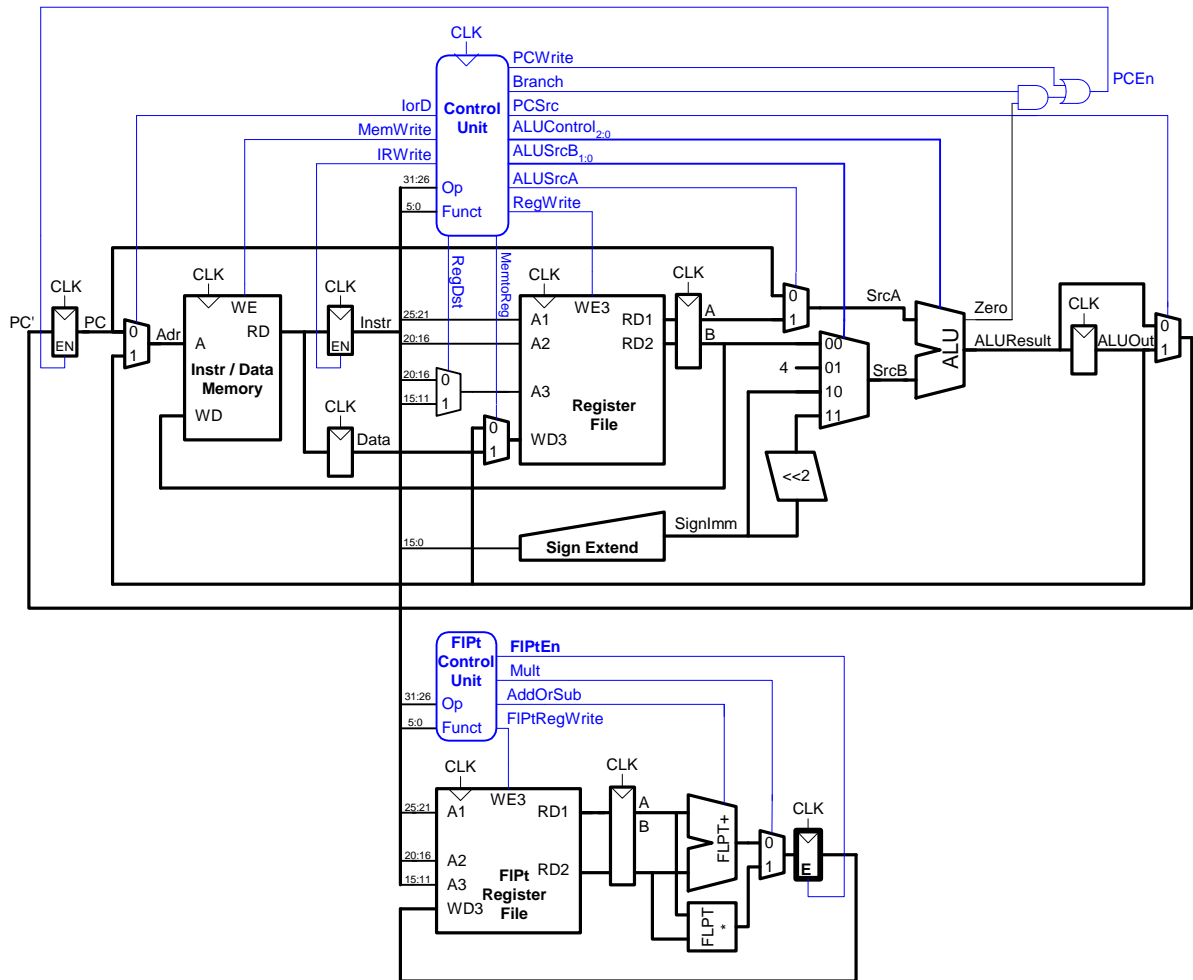 CLK
PCWrite
Branch
PCEn
IorD
Control
Unit
PCSrc
MemWrite
ALUControl2:0
IRWrite
ALUSrcB1:0
31:26
Op
ALUSrcA
5:0
Funct
RegWrite
RegDst
MemtoReg
CLK
CLK
CLK
CLK
CLK
CLK
PC'
PC
EN
0
1
Adr
WE
A
RD
Instr / Data
Memory
WD
EN
Instr
25:21
20:16
20:16
15:11
0
1
A1
A2
A3
WD3
WE3
RD1
RD2
Register
File
A
B
0
1
SrcA
00
01
10
11
4
SrcB
ALU
Zero
ALUResult
CLK
ALUOut
0
1
CLK
Data
0
1
<<2
SignImm
15:0
Sign Extend
FlPt
Control
Unit
FlPtEn
Mult
AddOrSub
FlPtRegWrite
31:26
Op
5:0
Funct
CLK
CLK
CLK
25:21
A1
WE3
RD1
A
B
FLPT+
0
1
E
20:16
A2
RD2
15:11
A3
FlPt
Register
File
WD3
FLPT
*